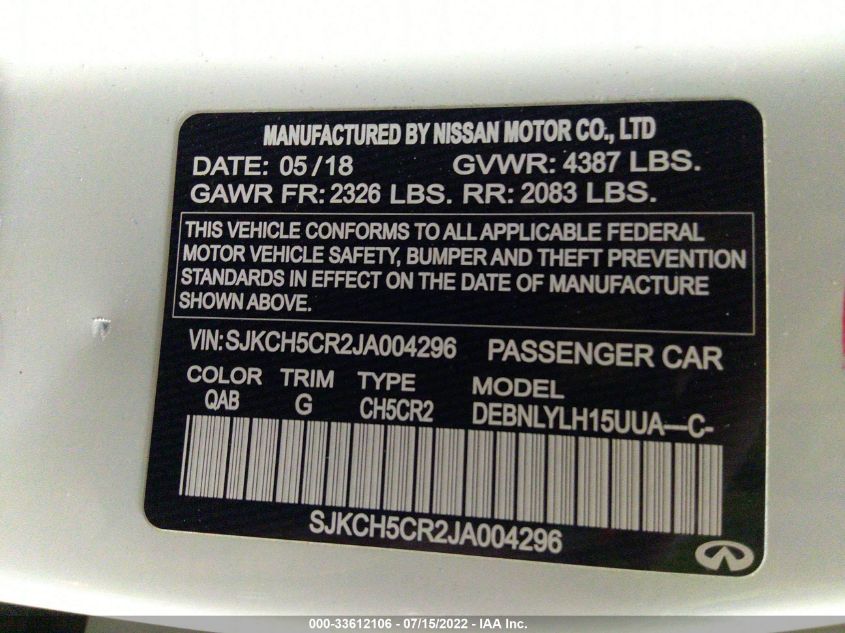 MANUFACTURED BY NISSAN MOTOR CO., LTD
DATE: 05/18 GVWR: 4387 LBS.
GAWR FR: 2326 LBS. RR: 2083 LBS.
THIS VEHICLE CONFORMS TO ALL APPLICABLE FEDERAL
MOTOR VEHICLE SAFETY, BUMPER AND THEFT PREVENTION
STANDARDS IN EFFECT ON THE DATE OF MANUFACTURE
SHOWN ABOVE.
VIN:SJKCH5CR2JA004296 PASSENGER CAR
COLOR TRIM TYPE MODEL
QAB G CH5CR2 DEBNLYLH15UUA—C-
SJKCH5CR2JA004296
000-33612106 - 07/15/2022 - IAA Inc.